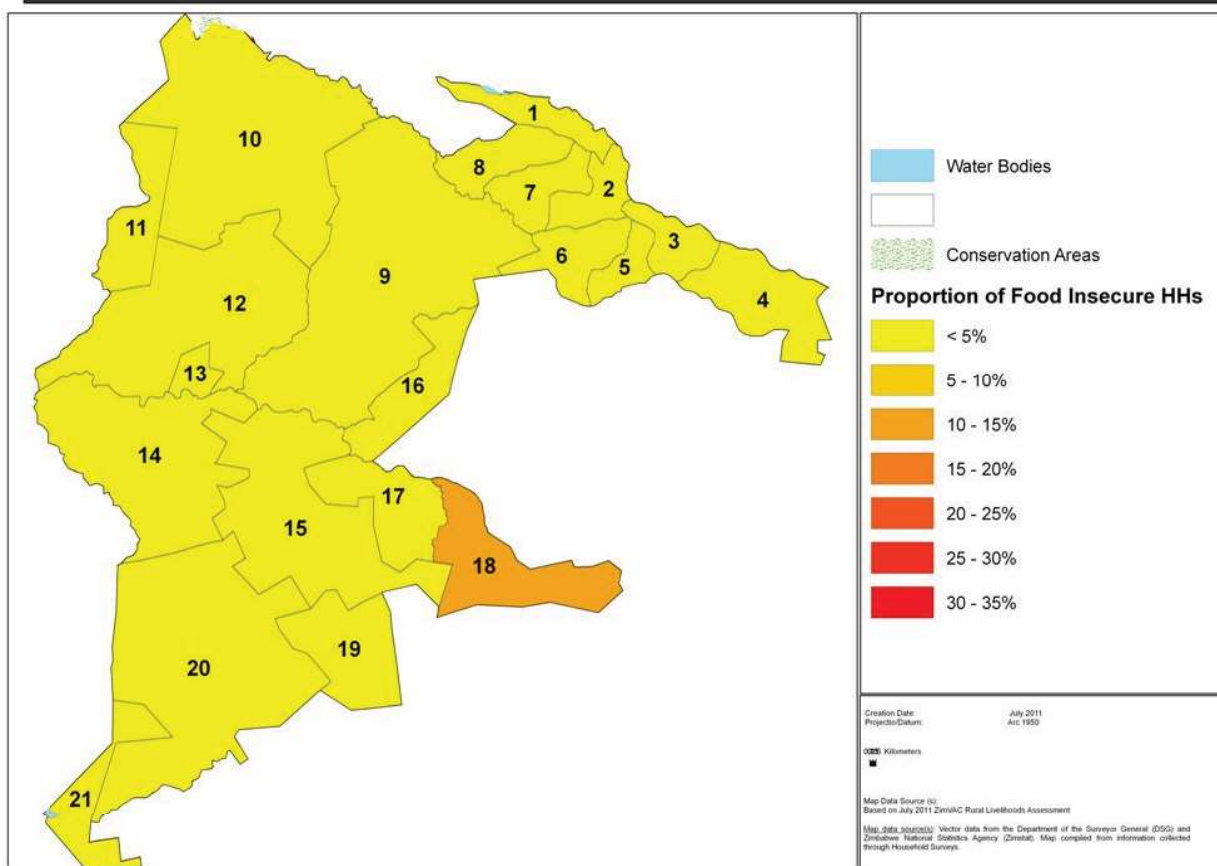 10
1
8
7
2
11
3
9
6
5
4
12
13
16
14
17
15
18
19
20
21
Water Bodies
Conservation Areas
Proportion of Food Insecure HHs
< 5%
5 - 10%
10 - 15%
15 - 20%
20 - 25%
25 - 30%
30 - 35%
Creation Date: July 2011
Projectio/Datum: Arc 1950
Kilometers
Map Data Source (s):
Based on July 2011 ZimVAC Rural Livelihoods Assessment
Map data source(s): Vector data from the Department of the Surveyor General (DSG) and
Zimbabwe National Statistics Agency (Zimstat). Map compiled from information collected
through Household Surveys.